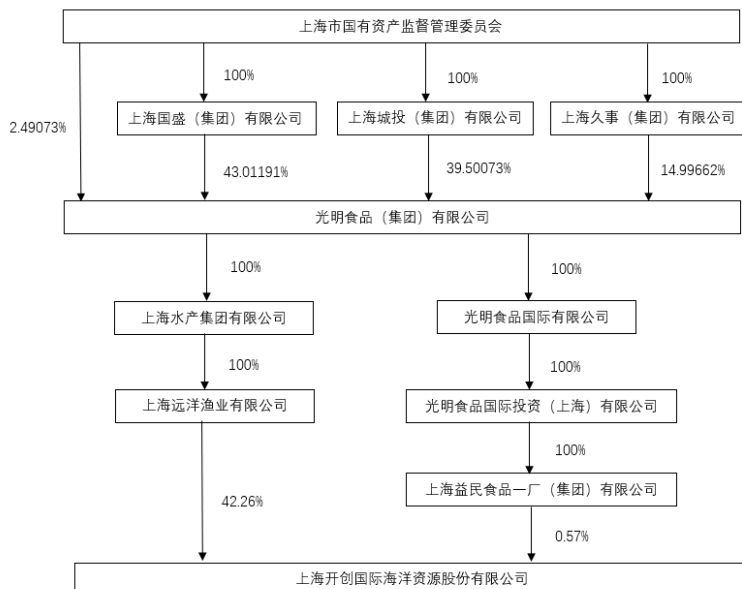 上海市国有资产监督管理委员会
100%
100%
100%
上海国盛（集团）有限公司
上海城投（集团）有限公司
上海久事（集团）有限公司
2.49073%
43.01191%
39.50073%
14.99662%
光明食品（集团）有限公司
100%
100%
上海水产集团有限公司
光明食品国际有限公司
100%
100%
上海远洋渔业有限公司
光明食品国际投资（上海）有限公司
100%
上海益民食品一厂（集团）有限公司
42.26%
0.57%
上海开创国际海洋资源股份有限公司